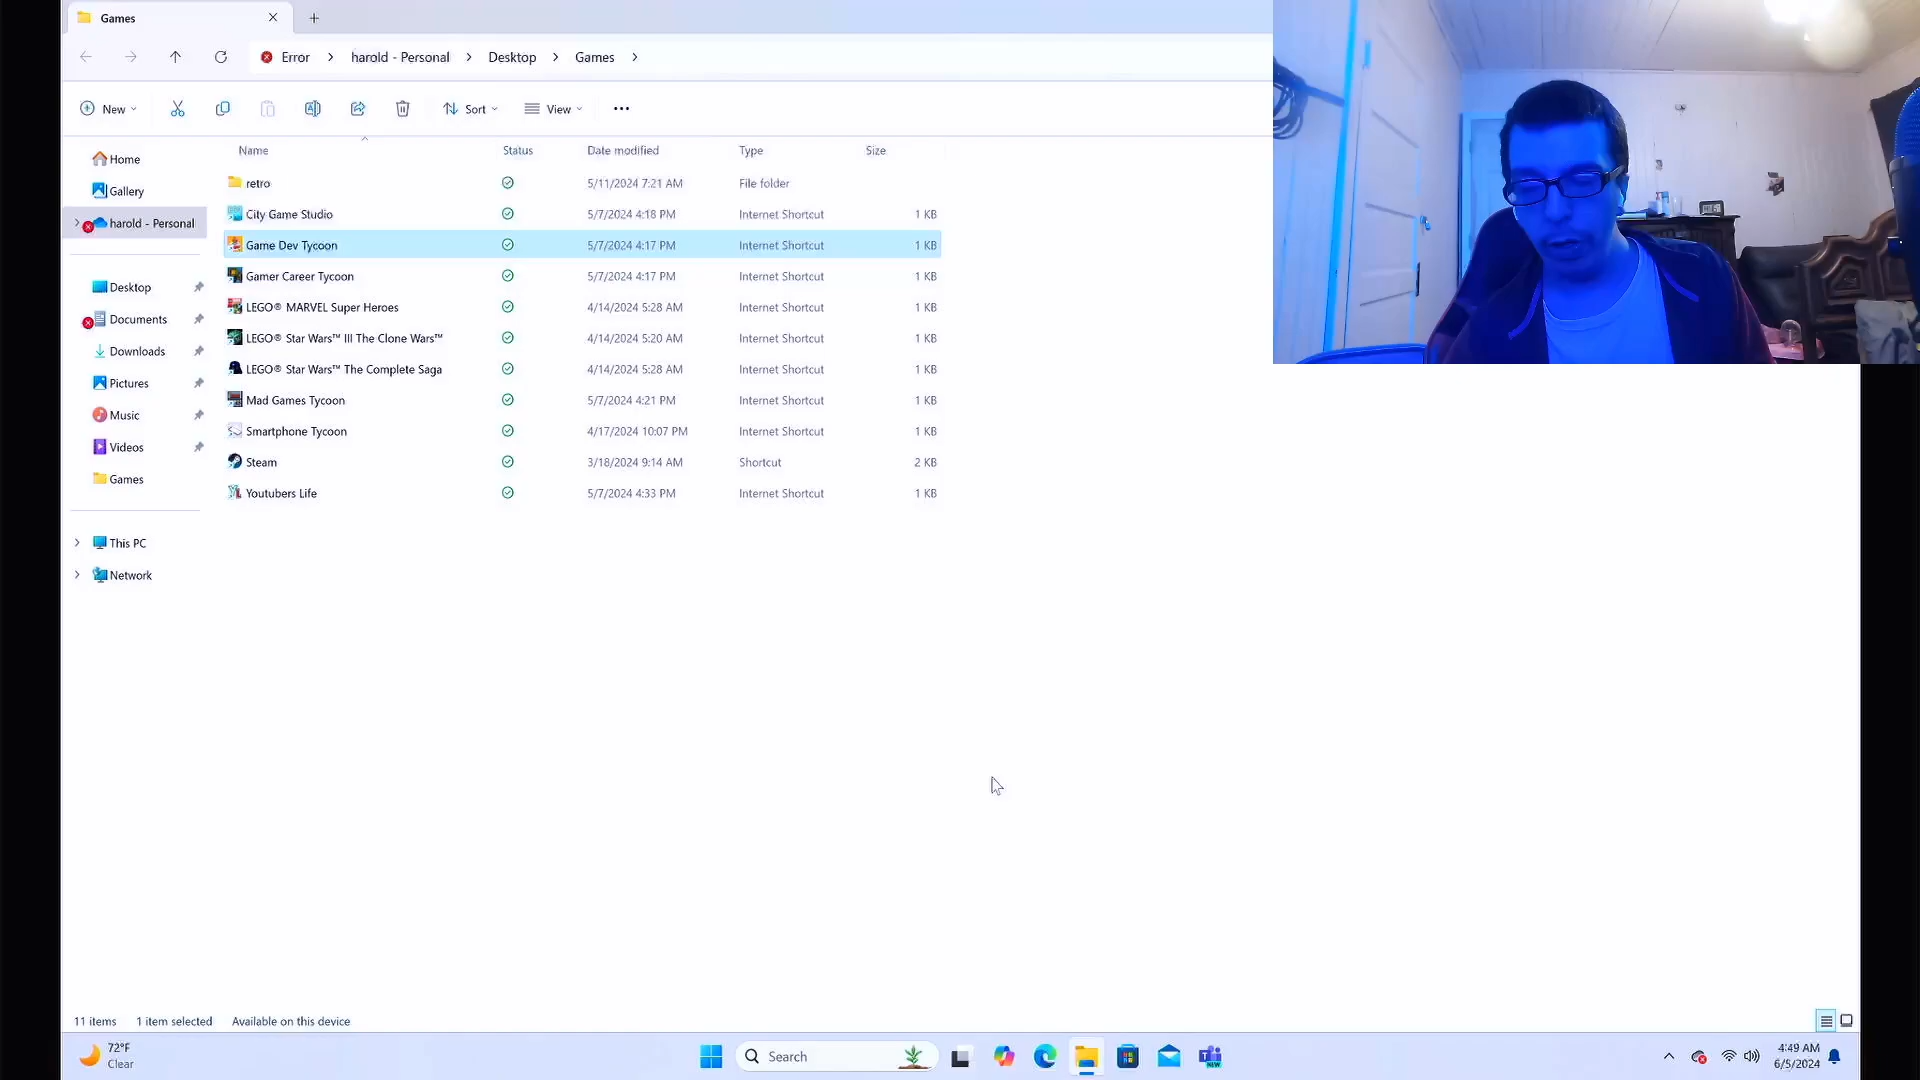 Games
Error > harold - Personal > Desktop > Games >
New Sort View
Name Status Date modified Type Size
Home
Gallery
harold - Personal
Desktop
Documents
Downloads
Pictures
Music
Videos
Games
This PC
Network
retro 5/11/2024 7:21 AM File folder
City Game Studio 5/7/2024 4:18 PM Internet Shortcut 1 KB
Game Dev Tycoon 5/7/2024 4:17 PM Internet Shortcut 1 KB
Gamer Career Tycoon 5/7/2024 4:17 PM Internet Shortcut 1 KB
LEGO® MARVEL Super Heroes 4/14/2024 5:28 AM Internet Shortcut 1 KB
LEGO® Star Wars™ III The Clone Wars™ 4/14/2024 5:20 AM Internet Shortcut 1 KB
LEGO® Star Wars™ The Complete Saga 4/14/2024 5:28 AM Internet Shortcut 1 KB
Mad Games Tycoon 5/7/2024 4:21 PM Internet Shortcut 1 KB
Smartphone Tycoon 4/17/2024 10:07 PM Internet Shortcut 1 KB
Steam 3/18/2024 9:14 AM Shortcut 2 KB
Youtubers Life 5/7/2024 4:33 PM Internet Shortcut 1 KB
11 items 1 item selected Available on this device
72°F
Clear
Search
NEW
4:49 AM
6/5/2024